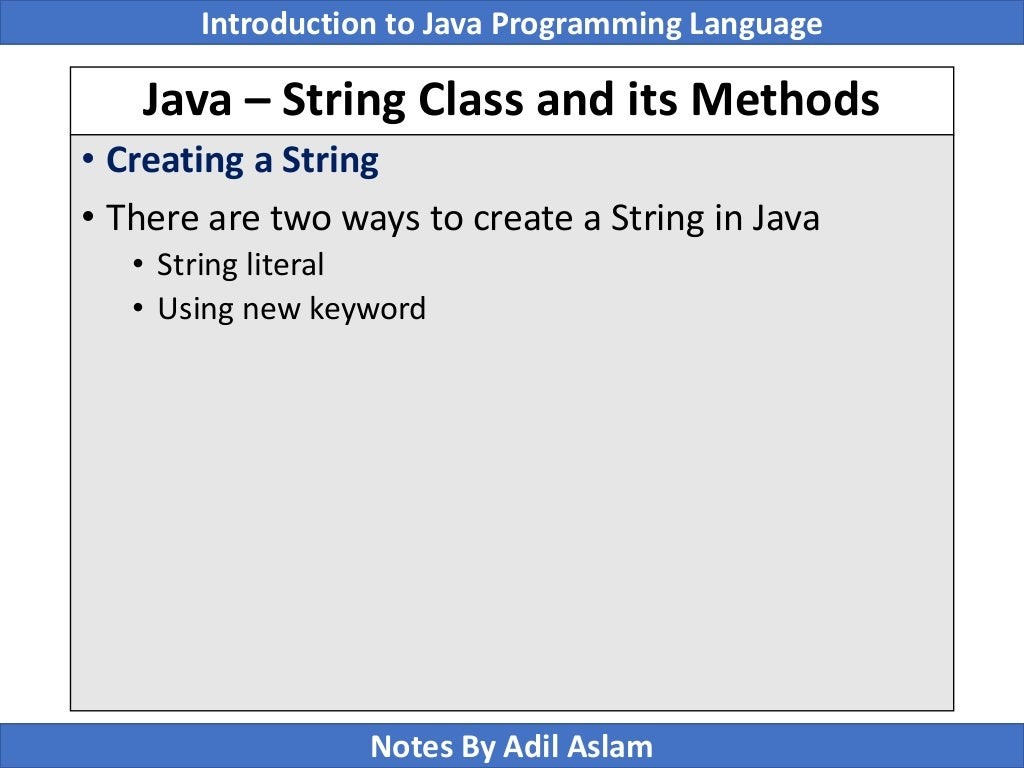 Introduction to Java Programming Language
Java – String Class and its Methods
• Creating a String
• There are two ways to create a String in Java
• String literal
• Using new keyword
Notes By Adil Aslam